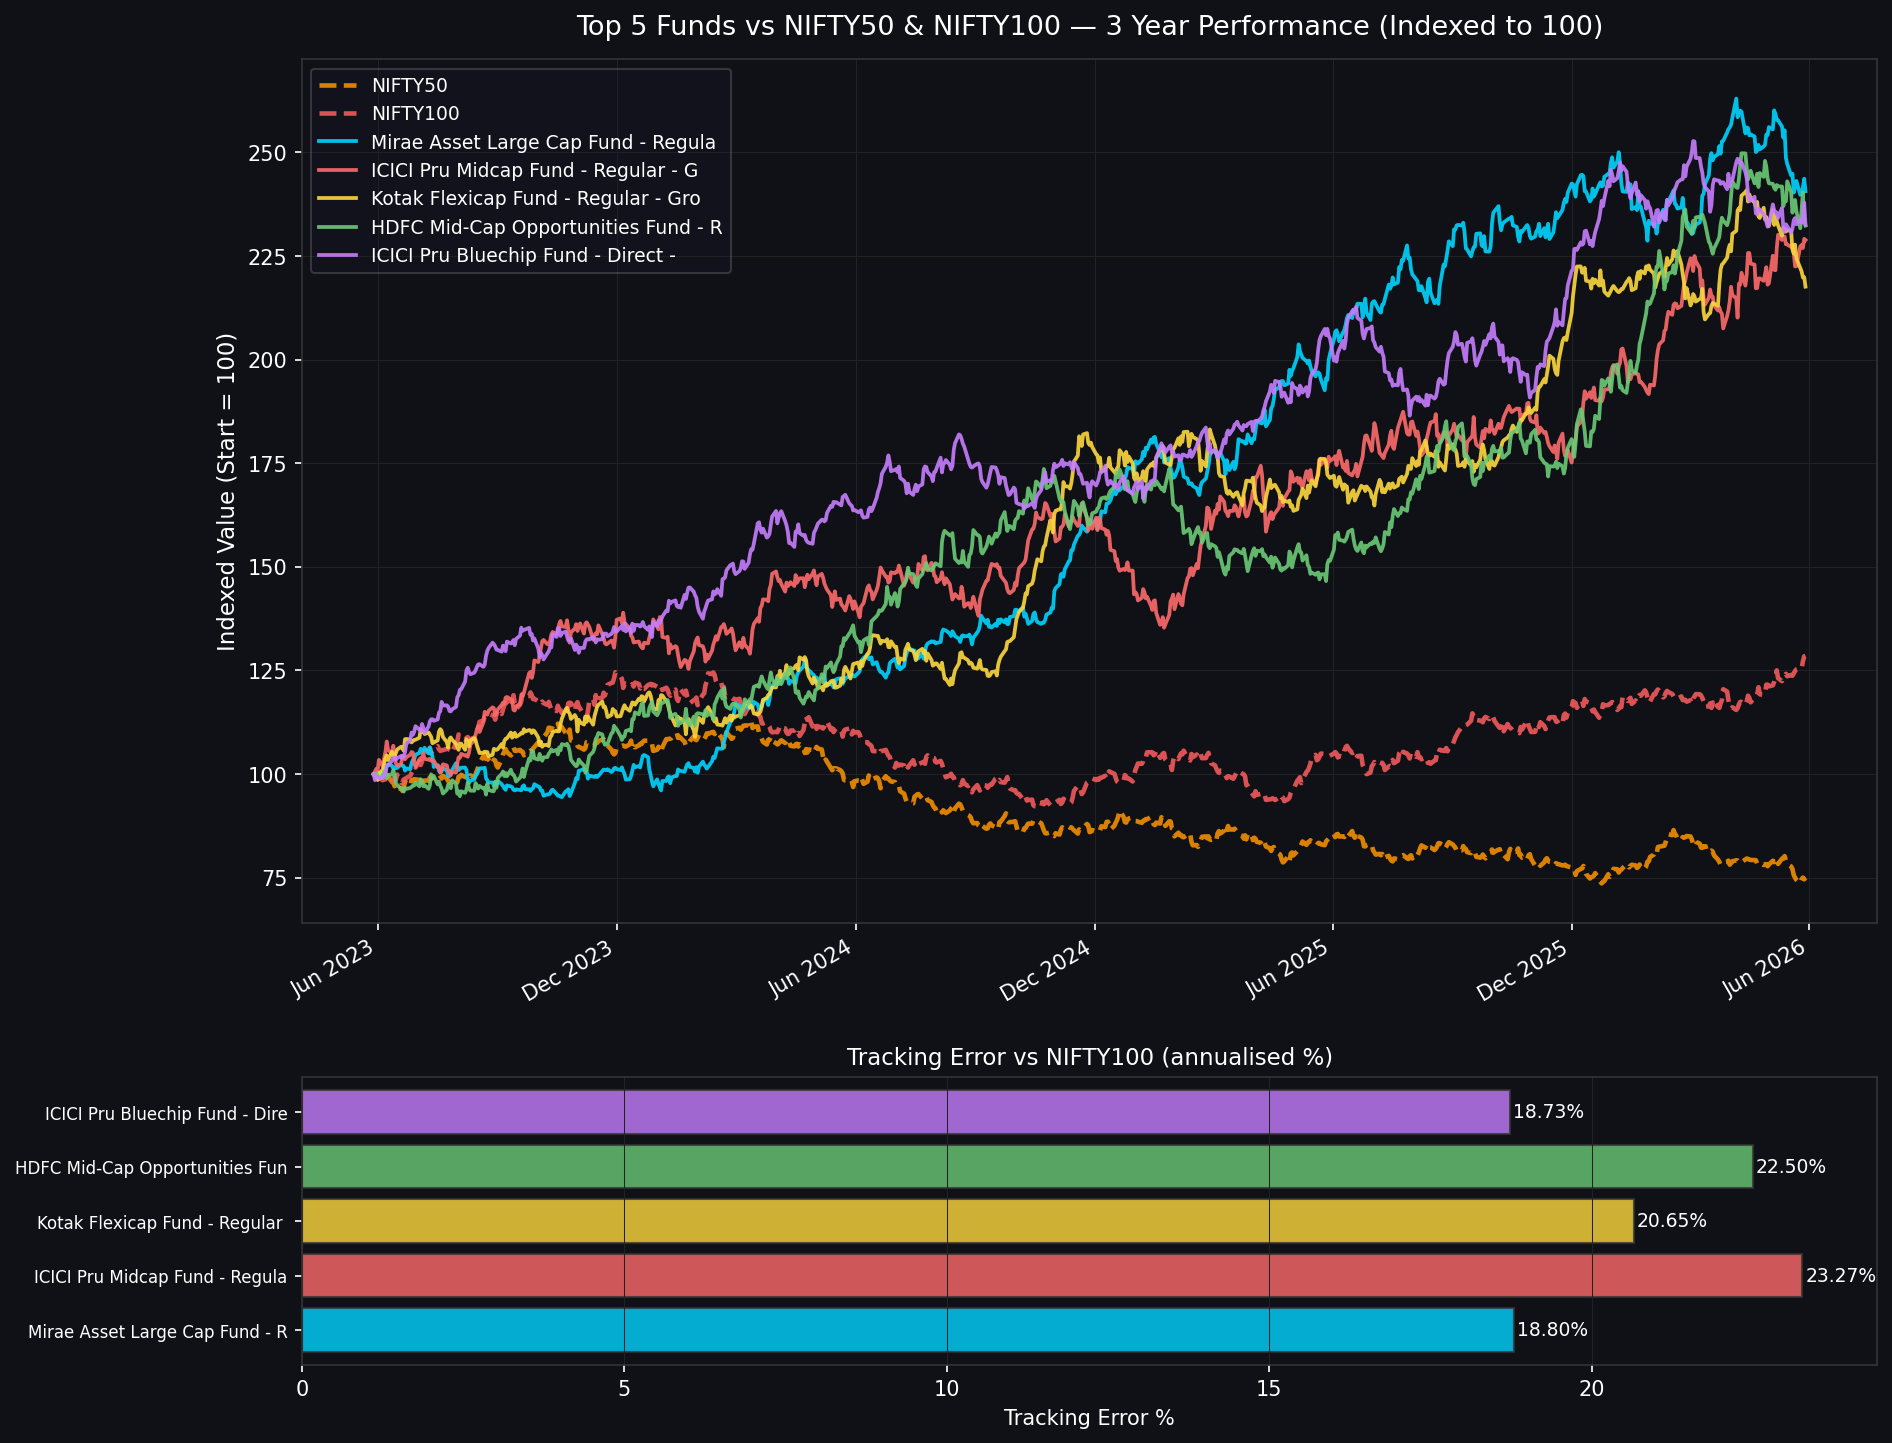 Top 5 Funds vs NIFTY50 & NIFTY100 — 3 Year Performance (Indexed to 100)
NIFTY50
NIFTY100
Mirae Asset Large Cap Fund - Regula
ICICI Pru Midcap Fund - Regular - G
Kotak Flexicap Fund - Regular - Gro
HDFC Mid-Cap Opportunities Fund - R
ICICI Pru Bluechip Fund - Direct -
Indexed Value (Start = 100)
250
225
200
175
150
125
100
75
Jun 2023
Dec 2023
Jun 2024
Dec 2024
Jun 2025
Dec 2025
Jun 2026
Tracking Error vs NIFTY100 (annualised %)
ICICI Pru Bluechip Fund - Dire
18.73%
HDFC Mid-Cap Opportunities Fun
22.50%
Kotak Flexicap Fund - Regular
20.65%
ICICI Pru Midcap Fund - Regula
23.27%
Mirae Asset Large Cap Fund - R
18.80%
0
5
10
15
20
Tracking Error %